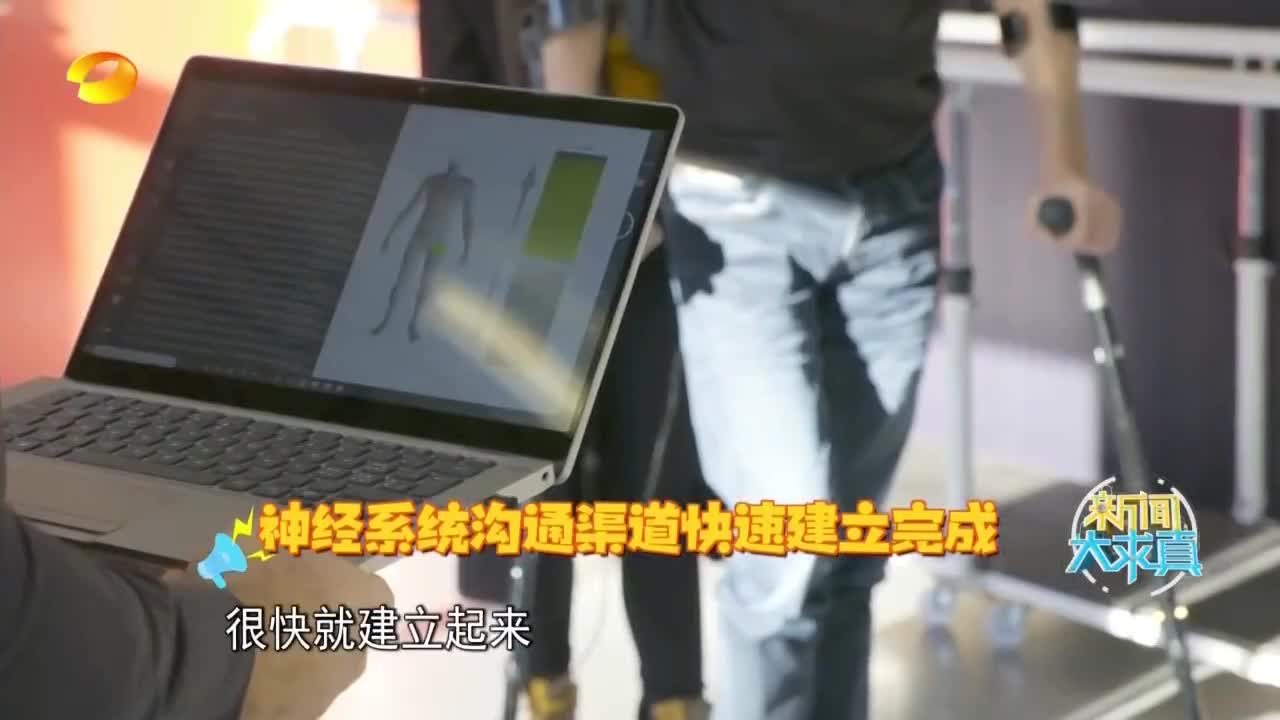 神经系统沟通渠道快速建立完成
新闻
大求真
很快就建立起来